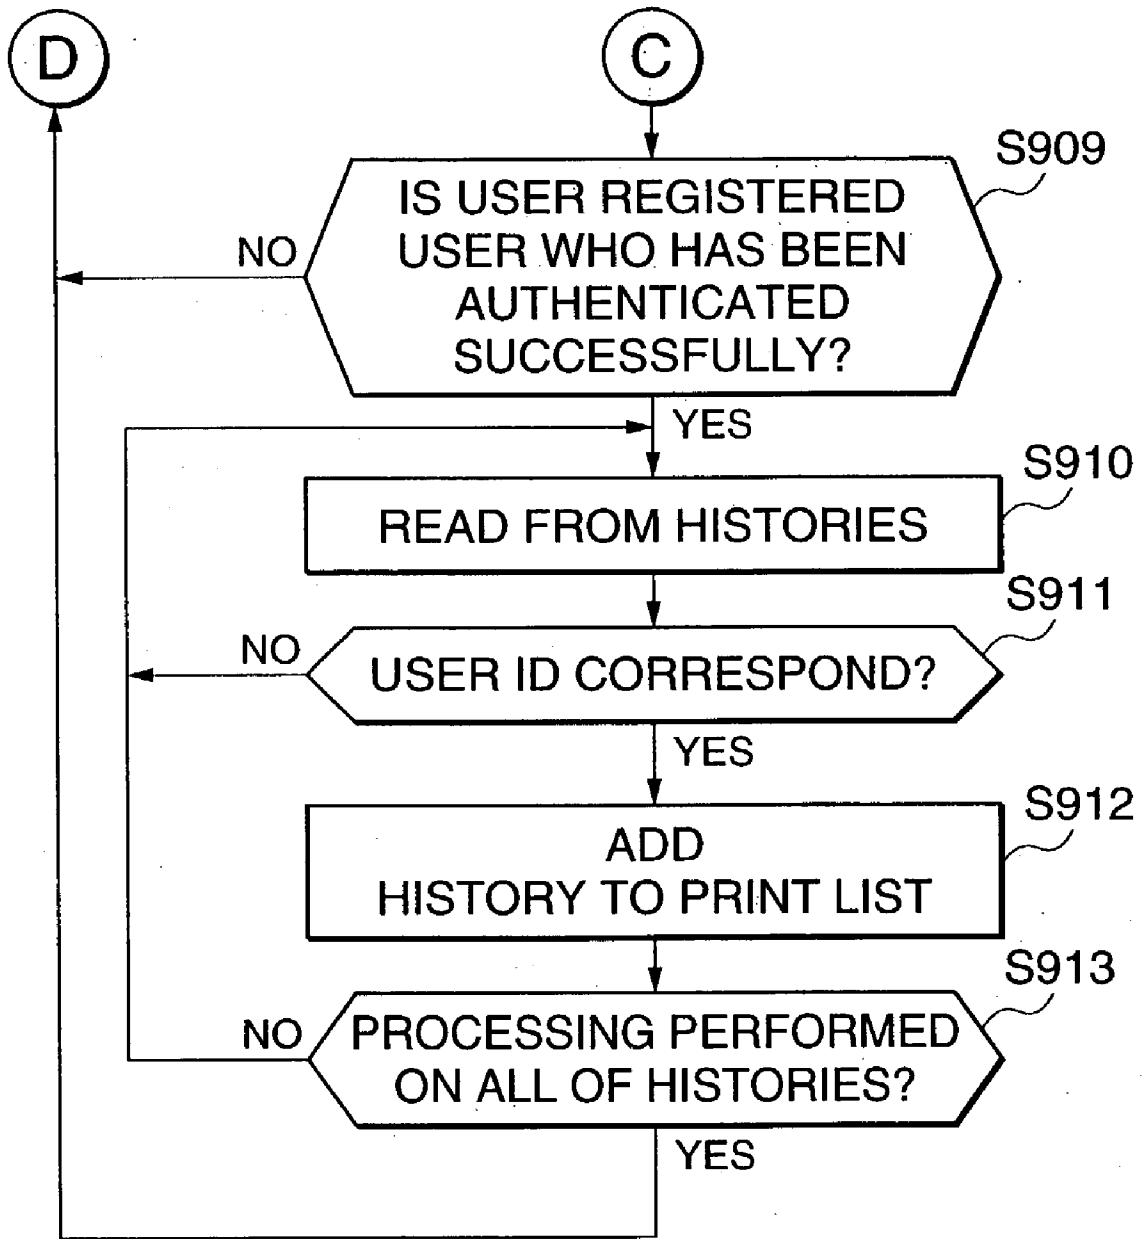 D
C
S909
IS USER REGISTERED
USER WHO HAS BEEN
AUTHENTICATED
SUCCESSFULLY?
NO
YES
S910
READ FROM HISTORIES
S911
NO
USER ID CORRESPOND?
YES
S912
ADD
HISTORY TO PRINT LIST
S913
NO
PROCESSING PERFORMED
ON ALL OF HISTORIES?
YES